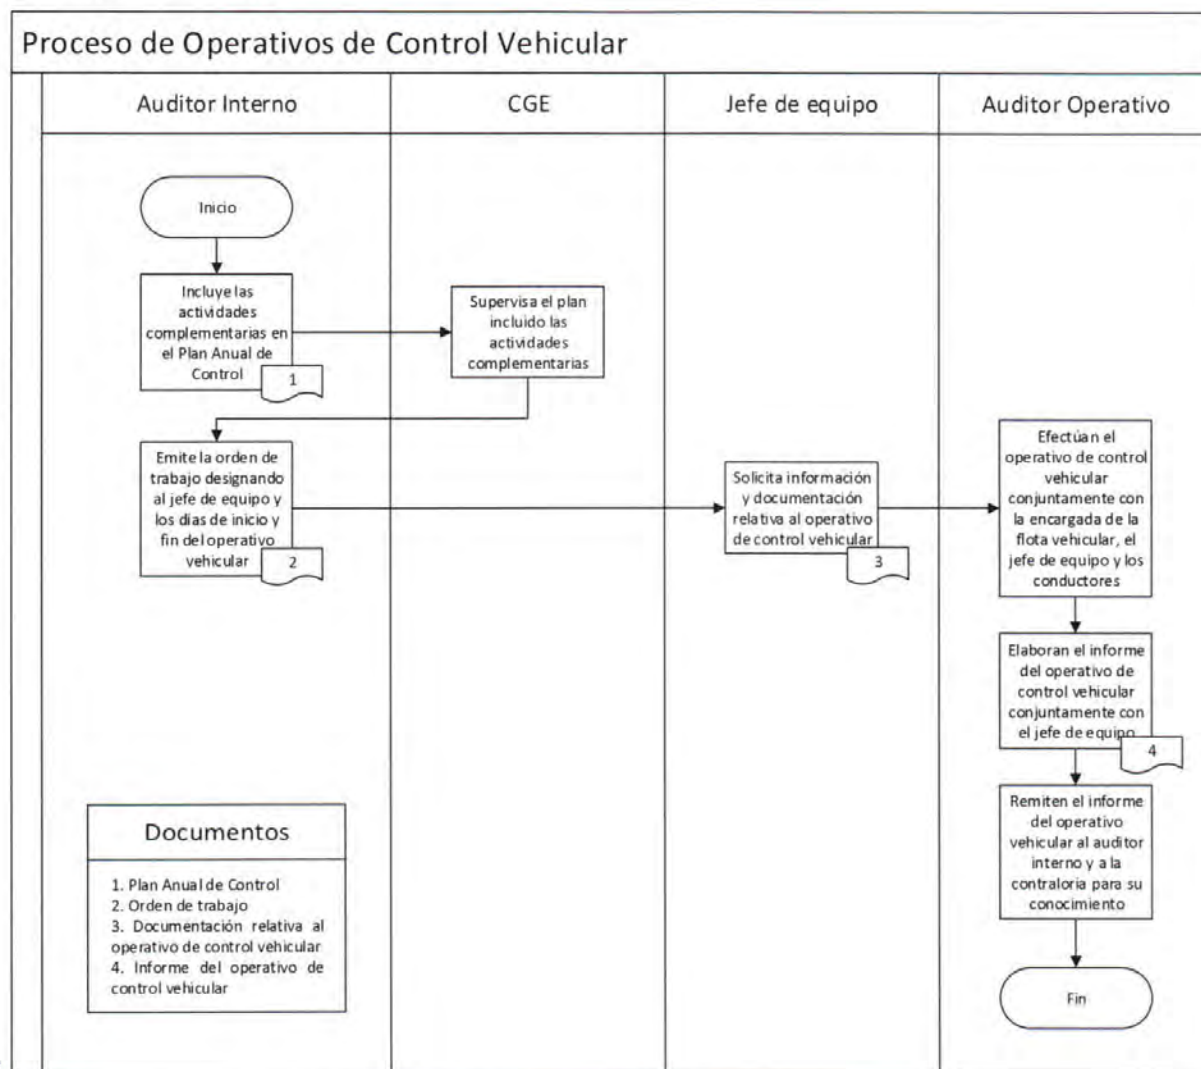 Proceso de Operativos de Control Vehicular
Auditor Interno
CGE
Jefe de equipo
Auditor Operativo
Inicio
Incluye las
actividades
complementarias en
el Plan Anual de
Control
1
Supervisa el plan
incluido las
actividades
complementarias
Emite la orden de
trabajo designando
al jefe de equipo y
los días de inicio y
fin del operativo
vehicular
2
Solicita información
y documentación
relativa al operativo
de control vehicular
3
Efectúan el
operativo de control
vehicular
conjuntamente con
la encargada de la
flota vehicular, el
jefe de equipo y los
conductores
Elaboran el informe
del operativo de
control vehicular
conjuntamente con
el jefe de equipo
4
Remiten el informe
del operativo
vehicular al auditor
interno y a la
contraloria para su
conocimiento
Fin
Documentos
1. Plan Anual de Control
2. Orden de trabajo
3. Documentación relativa al
operativo de control vehicular
4. Informe del operativo de
control vehicular